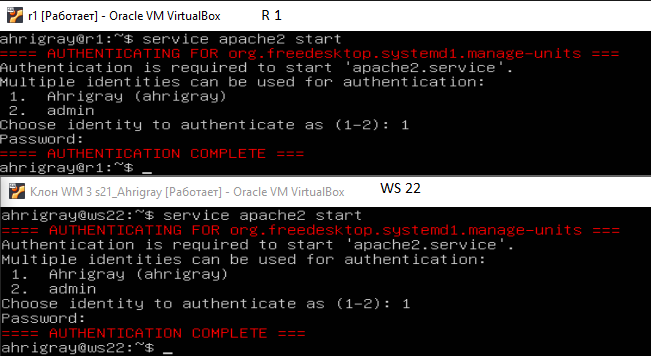 r1 [Работает] - Oracle VM VirtualBox R 1
ahrigray@r1:~$ service apache2 start
==== AUTHENTICATING FOR org.freedesktop.systemd1.manage-units ===
Authentication is required to start 'apache2.service'.
Multiple identities can be used for authentication:
1. Ahrigray (ahrigray)
2. admin
Choose identity to authenticate as (1-2): 1
Password:
==== AUTHENTICATION COMPLETE ===
ahrigray@r1:~$ _
Клон WM 3 s21_Ahrigray [Работает] - Oracle VM VirtualBox WS 22
ahrigray@ws22:~$ service apache2 start
==== AUTHENTICATING FOR org.freedesktop.systemd1.manage-units ===
Authentication is required to start 'apache2.service'.
Multiple identities can be used for authentication:
1. Ahrigray (ahrigray)
2. admin
Choose identity to authenticate as (1-2): 1
Password:
==== AUTHENTICATION COMPLETE ===
ahrigray@ws22:~$ _